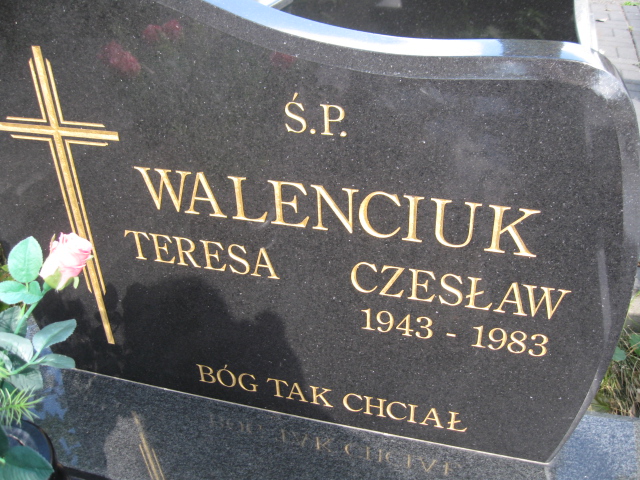 Ś.P.
WALENCIUK
TERESA CZESŁAW
1943 - 1983
BÓG TAK CHCIAŁ